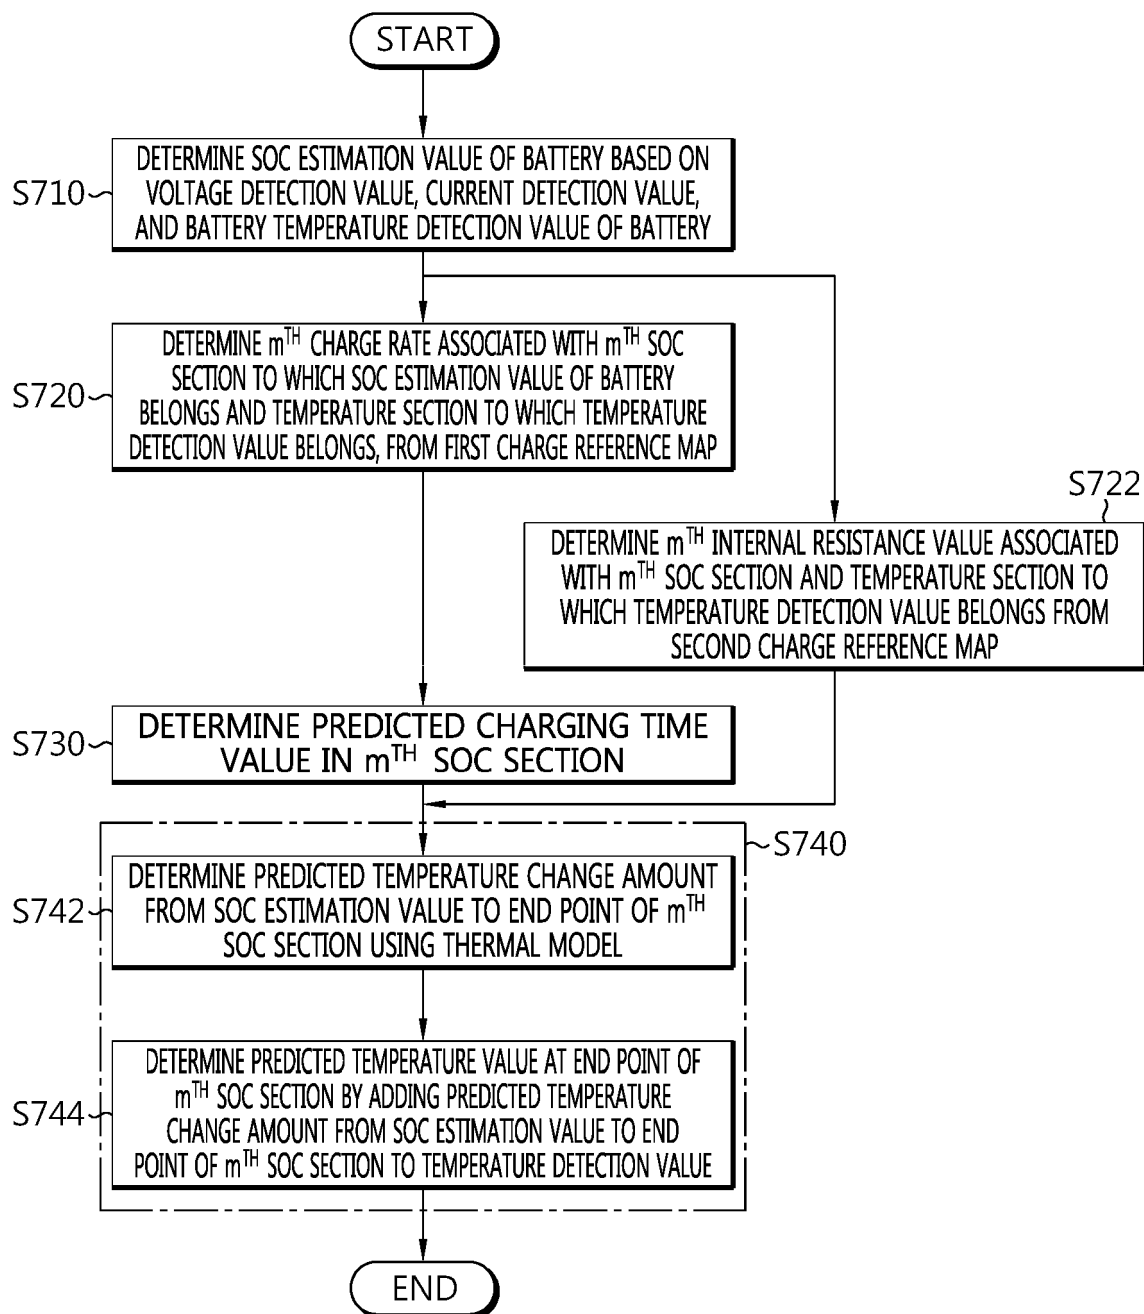 START
S710
DETERMINE SOC ESTIMATION VALUE OF BATTERY BASED ON
VOLTAGE DETECTION VALUE, CURRENT DETECTION VALUE,
AND BATTERY TEMPERATURE DETECTION VALUE OF BATTERY
S720
DETERMINE mTH CHARGE RATE ASSOCIATED WITH mTH SOC
SECTION TO WHICH SOC ESTIMATION VALUE OF BATTERY
BELONGS AND TEMPERATURE SECTION TO WHICH TEMPERATURE
DETECTION VALUE BELONGS, FROM FIRST CHARGE REFERENCE MAP
S722
DETERMINE mTH INTERNAL RESISTANCE VALUE ASSOCIATED
WITH mTH SOC SECTION AND TEMPERATURE SECTION TO
WHICH TEMPERATURE DETECTION VALUE BELONGS FROM
SECOND CHARGE REFERENCE MAP
S730
DETERMINE PREDICTED CHARGING TIME
VALUE IN mTH SOC SECTION
S740
S742
DETERMINE PREDICTED TEMPERATURE CHANGE AMOUNT
FROM SOC ESTIMATION VALUE TO END POINT OF mTH
SOC SECTION USING THERMAL MODEL
S744
DETERMINE PREDICTED TEMPERATURE VALUE AT END POINT OF
mTH SOC SECTION BY ADDING PREDICTED TEMPERATURE
CHANGE AMOUNT FROM SOC ESTIMATION VALUE TO END
POINT OF mTH SOC SECTION TO TEMPERATURE DETECTION VALUE
END